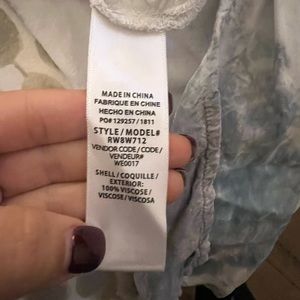 MADE IN CHINA
FABRIQUE EN CHINE
HECHO EN CHINA
PO# 129257 / 1811
STYLE / MODEL#
RW8W712
VENDOR CODE / CODE /
VENDEUR#
WE0017
SHELL / COQUILLE /
EXTERIOR:
100% VISCOSE /
VISCOSE / VISCOSA